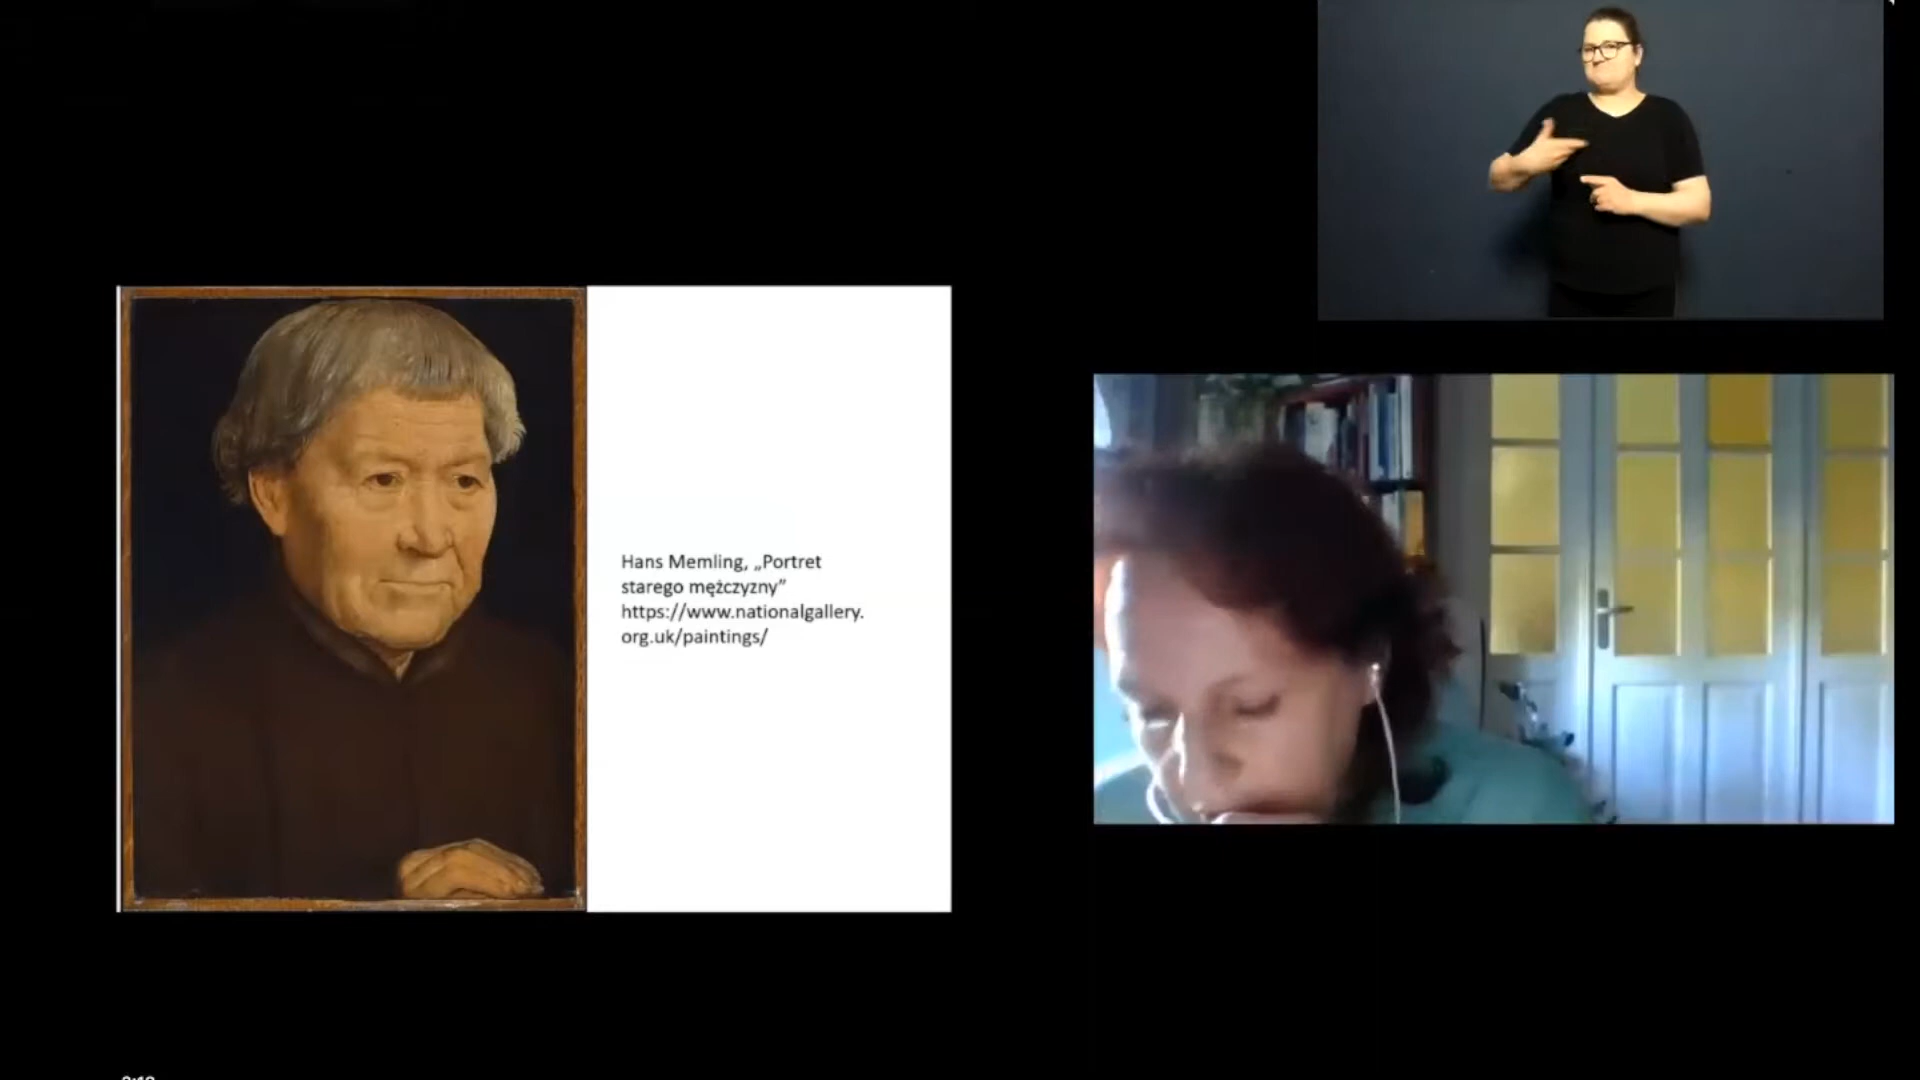 Hans Memling, „Portret
starego mężczyzny”
https://www.nationalgallery.
org.uk/paintings/